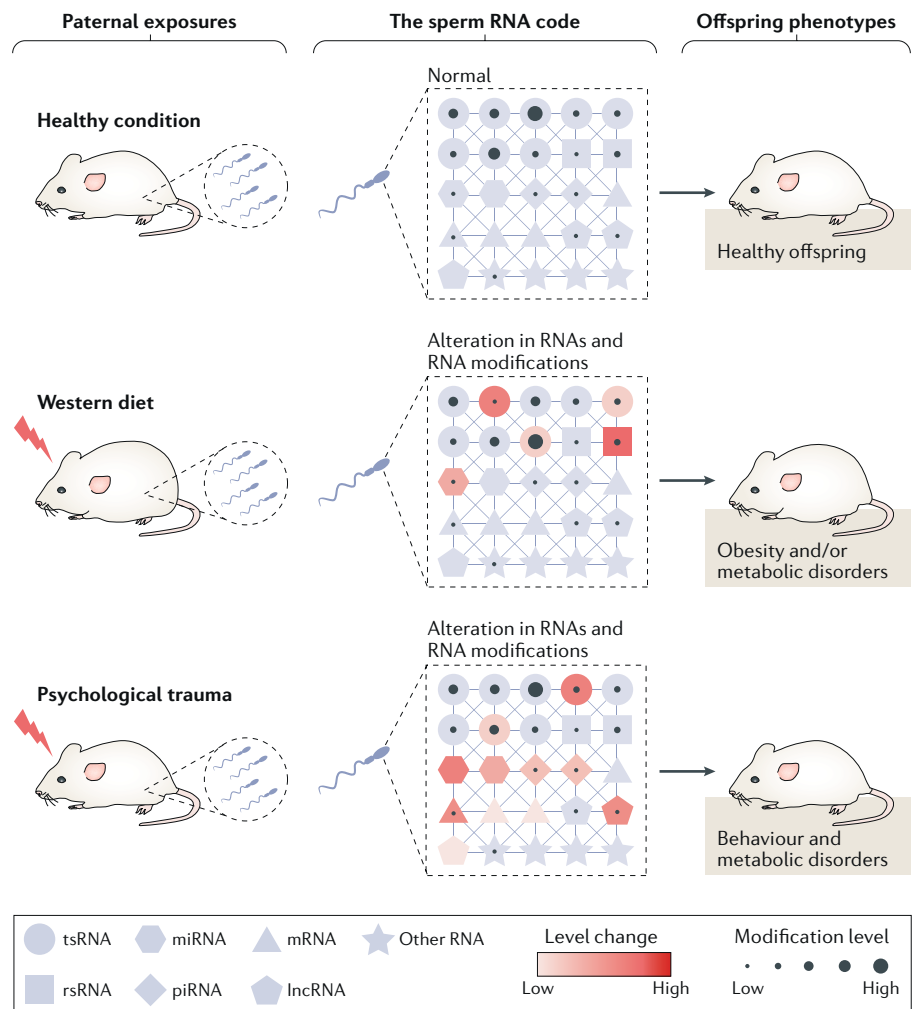 Paternal exposures
The sperm RNA code
Offspring phenotypes
Normal
Healthy condition
Healthy offspring
Alteration in RNAs and
RNA modifications
Western diet
Obesity and/or
metabolic disorders
Alteration in RNAs and
RNA modifications
Psychological trauma
Behaviour and
metabolic disorders
tsRNA
miRNA
mRNA
Other RNA
rsRNA
piRNA
lncRNA
Level change
Low
High
Modification level
Low
High